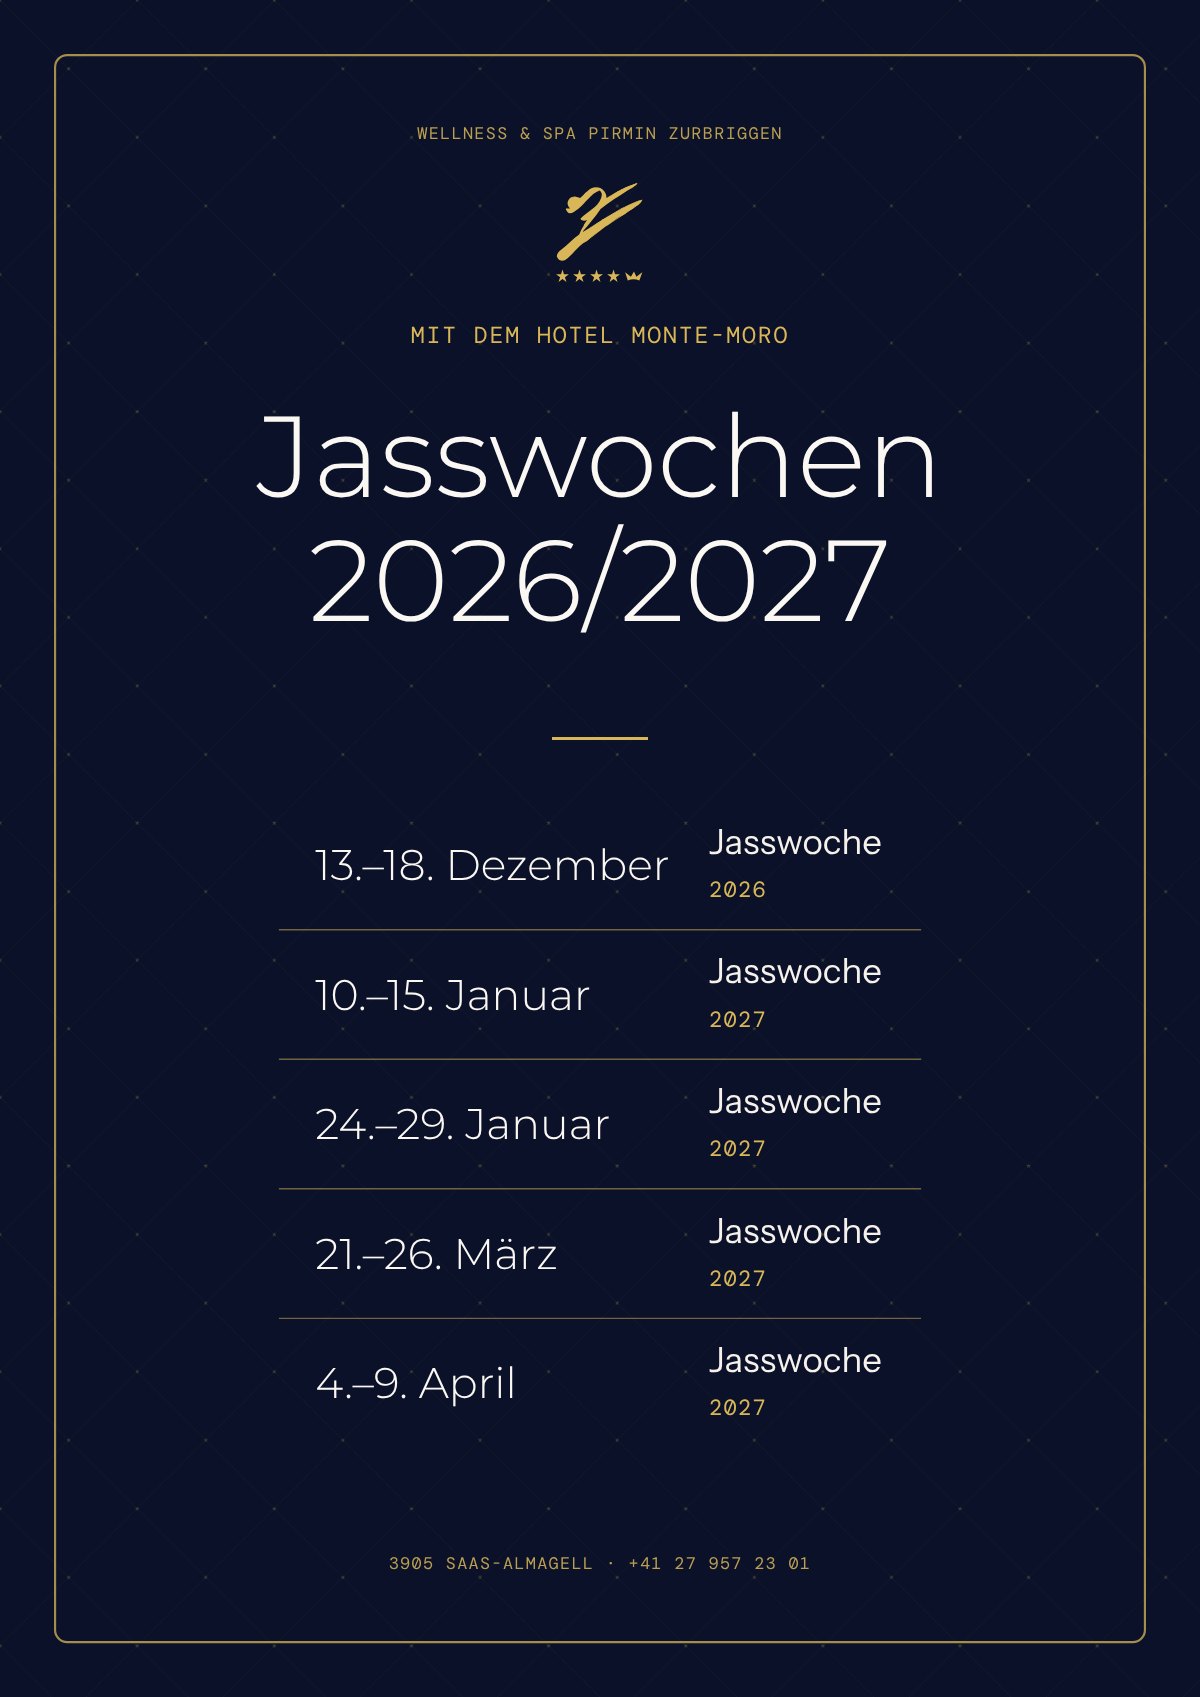 WELLNESS & SPA PIRMIN ZURBRIGGEN
MIT DEM HOTEL MONTE-MORO
Jasswochen
2026/2027
13.–18. Dezember
Jasswoche
2026
10.–15. Januar
Jasswoche
2027
24.–29. Januar
Jasswoche
2027
21.–26. März
Jasswoche
2027
4.–9. April
Jasswoche
2027
3905 SAAS-ALMAGELL · +41 27 957 23 01